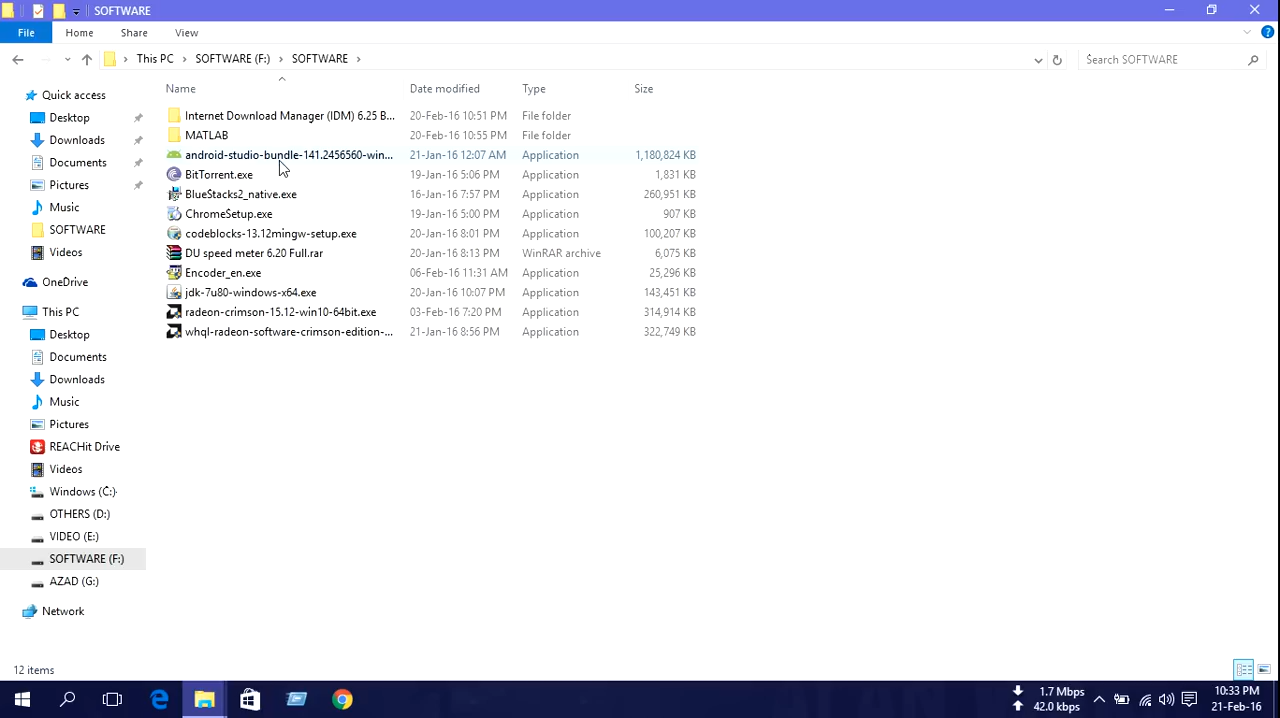 SOFTWARE
File Home Share View
This PC SOFTWARE (F:) SOFTWARE Search SOFTWARE
Name Date modified Type Size
Quick access
Desktop
Downloads
Documents
Pictures
Music
SOFTWARE
Videos
OneDrive
This PC
Desktop
Documents
Downloads
Music
Pictures
REACHit Drive
Videos
Windows (C:)
OTHERS (D:)
VIDEO (E:)
SOFTWARE (F:)
AZAD (G:)
Network
Internet Download Manager (IDM) 6.25 B... 20-Feb-16 10:51 PM File folder
MATLAB 20-Feb-16 10:55 PM File folder
android-studio-bundle-141.2456560-win... 21-Jan-16 12:07 AM Application 1,180,824 KB
BitTorrent.exe 19-Jan-16 5:06 PM Application 1,831 KB
BlueStacks2_native.exe 16-Jan-16 7:57 PM Application 260,951 KB
ChromeSetup.exe 19-Jan-16 5:00 PM Application 907 KB
codeblocks-13.12mingw-setup.exe 20-Jan-16 8:01 PM Application 100,207 KB
DU speed meter 6.20 Full.rar 20-Jan-16 8:13 PM WinRAR archive 6,075 KB
Encoder_en.exe 06-Feb-16 11:31 AM Application 25,296 KB
jdk-7u80-windows-x64.exe 20-Jan-16 10:07 PM Application 143,451 KB
radeon-crimson-15.12-win10-64bit.exe 03-Feb-16 7:20 PM Application 314,914 KB
whql-radeon-software-crimson-edition-... 21-Jan-16 8:56 PM Application 322,749 KB
12 items
1.7 Mbps
42.0 kbps
10:33 PM
21-Feb-16